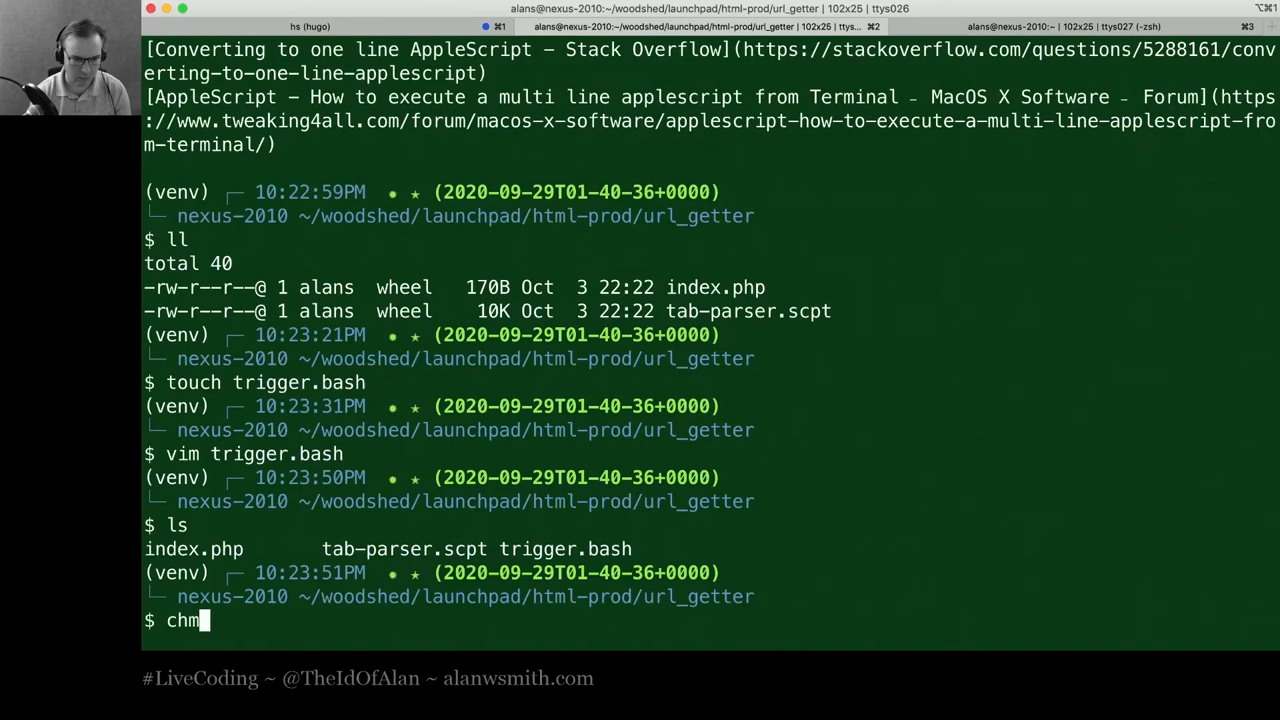 alans@nexus-2010:~/woodshed/launchpad/html-prod/url_getter | 102x25 | ttys026
⌥⌘1
hs (hugo)
⌘1
alans@nexus-2010:~/woodshed/launchpad/html-prod/url_getter | 102x25 | ttys...
⌘2
alans@nexus-2010:~ | 102x25 | ttys027 (-zsh)
⌘3
[Converting to one line AppleScript – Stack Overflow](https://stackoverflow.com/questions/5288161/conv
erting-to-one-line-applescript)
[AppleScript – How to execute a multi line applescript from Terminal – MacOS X Software – Forum](https
://www.tweaking4all.com/forum/macos-x-software/applescript-how-to-execute-a-multi-line-applescript-fro
m-terminal/)
(venv) ┌─ 10:22:59PM ● ★ (2020-09-29T01-40-36+0000)
└─ nexus-2010 ~/woodshed/launchpad/html-prod/url_getter
$ ll
total 40
-rw-r--r--@ 1 alans  wheel   170B Oct  3 22:22 index.php
-rw-r--r--@ 1 alans  wheel    10K Oct  3 22:22 tab-parser.scpt
(venv) ┌─ 10:23:21PM ● ★ (2020-09-29T01-40-36+0000)
└─ nexus-2010 ~/woodshed/launchpad/html-prod/url_getter
$ touch trigger.bash
(venv) ┌─ 10:23:31PM ● ★ (2020-09-29T01-40-36+0000)
└─ nexus-2010 ~/woodshed/launchpad/html-prod/url_getter
$ vim trigger.bash
(venv) ┌─ 10:23:50PM ● ★ (2020-09-29T01-40-36+0000)
└─ nexus-2010 ~/woodshed/launchpad/html-prod/url_getter
$ ls
index.php       tab-parser.scpt trigger.bash
(venv) ┌─ 10:23:51PM ● ★ (2020-09-29T01-40-36+0000)
└─ nexus-2010 ~/woodshed/launchpad/html-prod/url_getter
$ chm
#LiveCoding ~ @TheIdOfAlan ~ alanwsmith.com